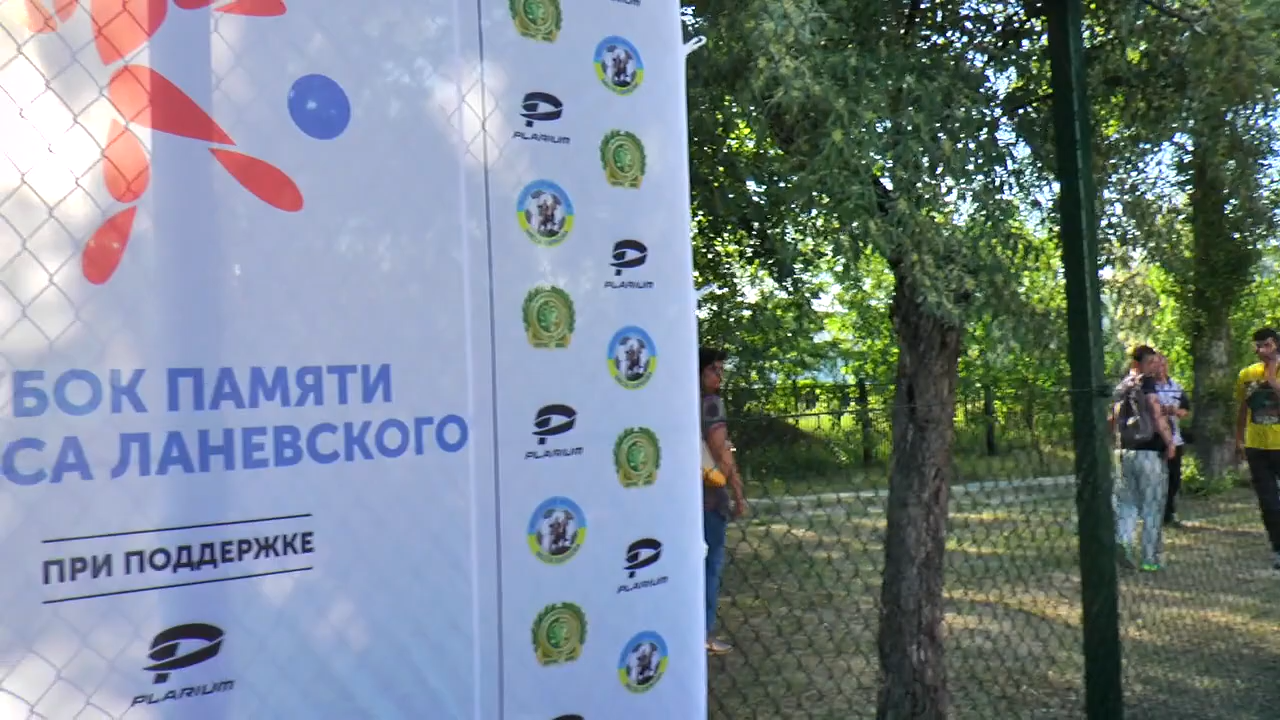 БОК ПАМЯТИ
СА ЛАНЕВСКОГО
ПРИ ПОДДЕРЖКЕ
PLARIUM
PLARIUM
PLARIUM
PLARIUM
PLARIUM